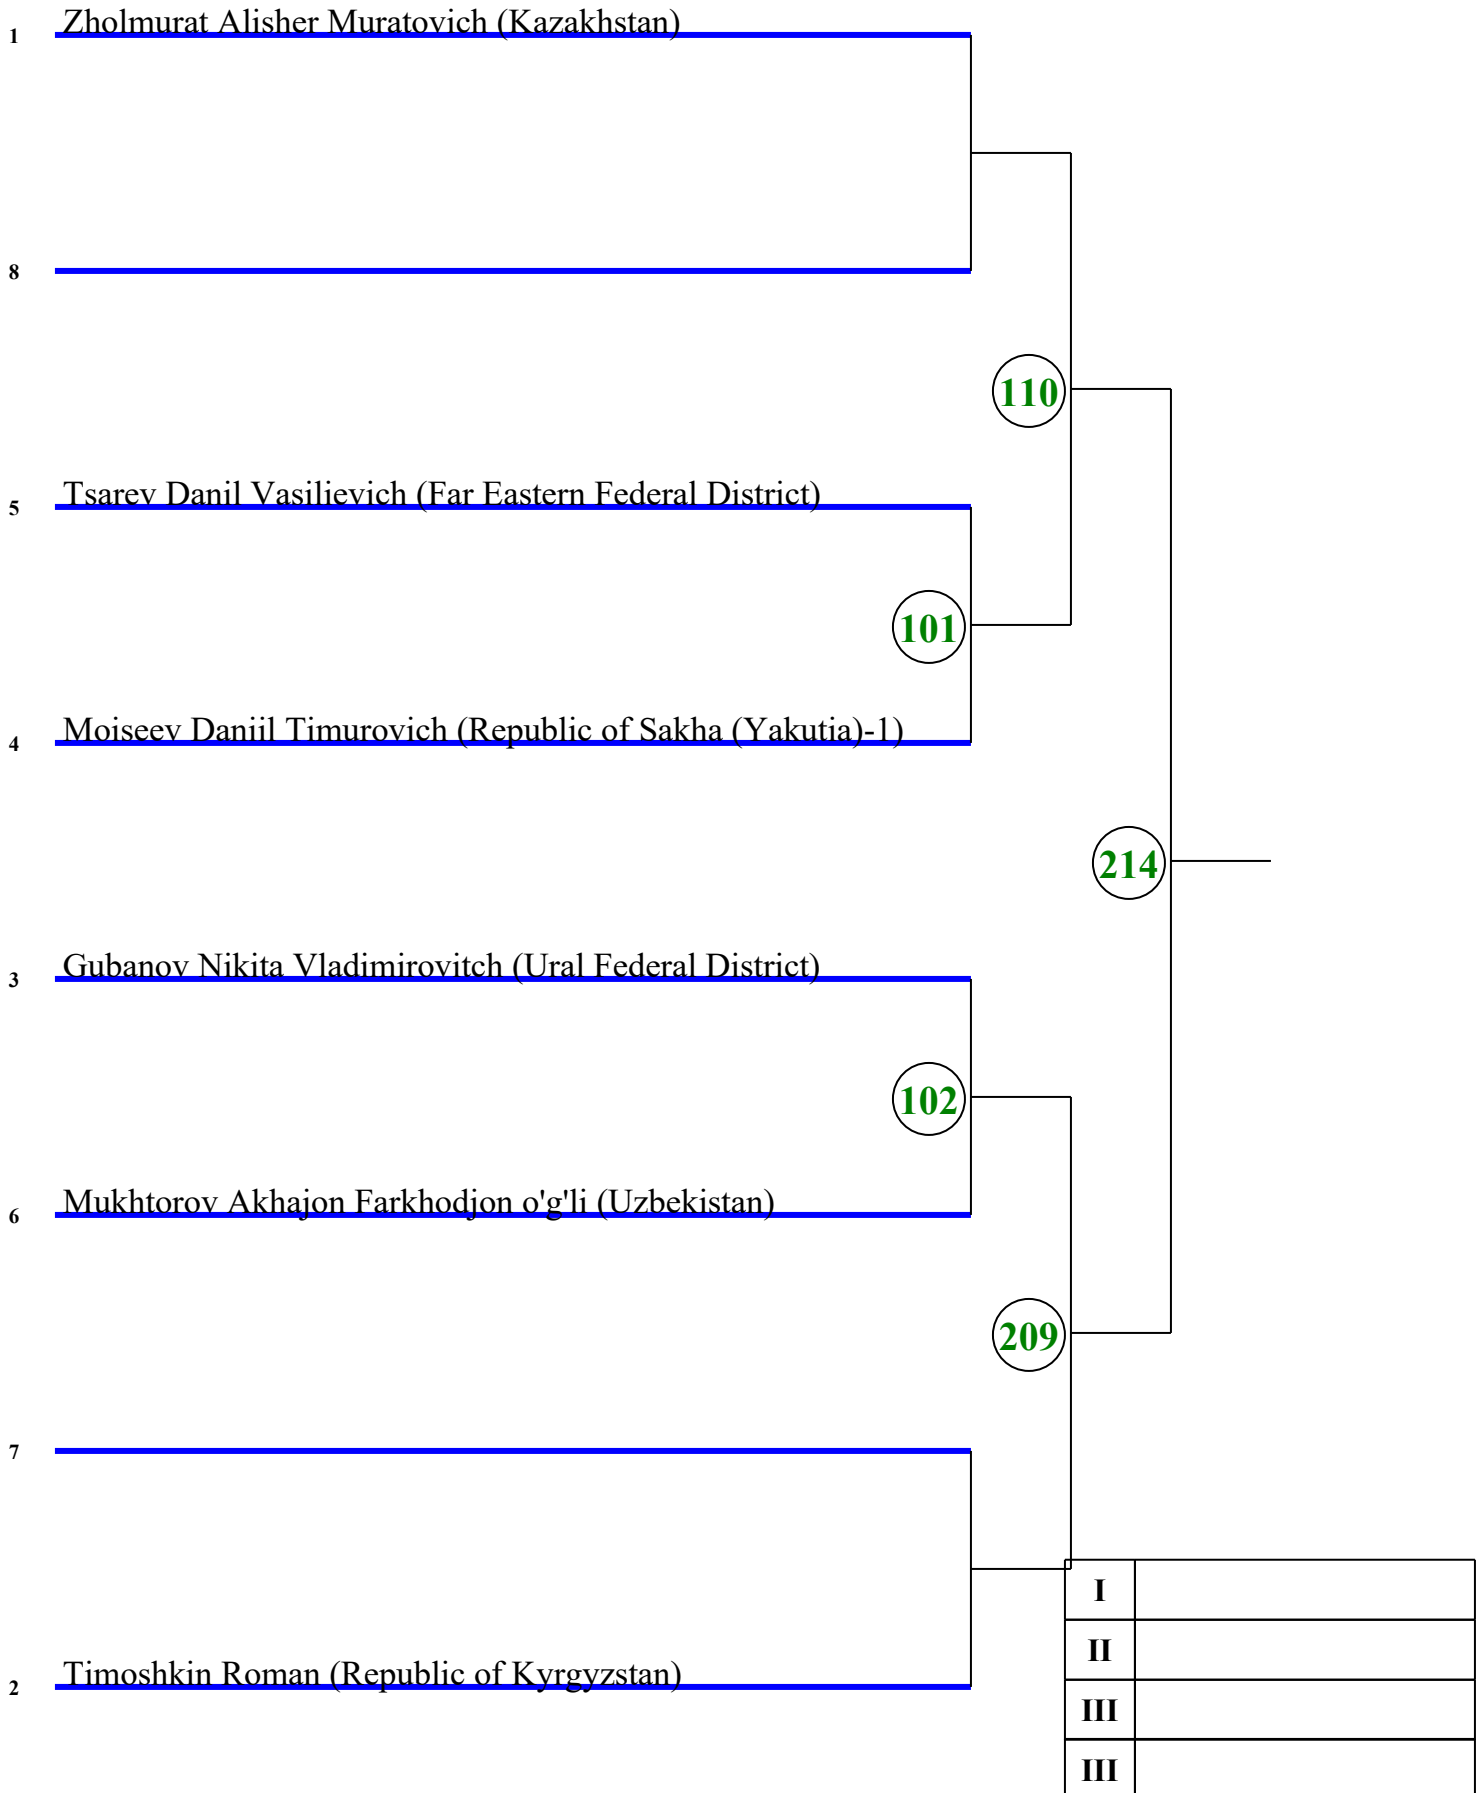 1 Zholmurat Alisher Muratovich (Kazakhstan)
8
110
5 Tsarev Danil Vasilievich (Far Eastern Federal District)
101
4 Moiseev Daniil Timurovich (Republic of Sakha (Yakutia)-1)
214
3 Gubanov Nikita Vladimirovitch (Ural Federal District)
102
6 Mukhtorov Akhajon Farkhodjon o'g'li (Uzbekistan)
209
7
I
II
2 Timoshkin Roman (Republic of Kyrgyzstan)
III
III